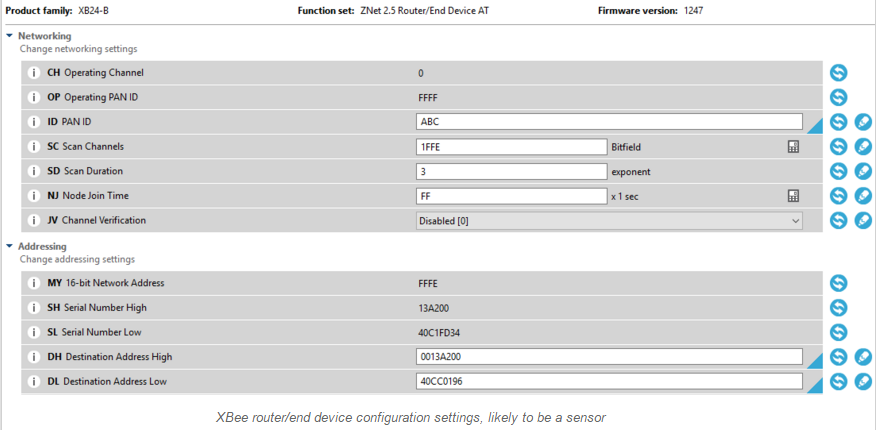 Product family: XB24-B Function set: ZNet 2.5 Router/End Device AT Firmware version: 1247
Networking
Change networking settings
i CH Operating Channel 0
i OP Operating PAN ID FFFF
i ID PAN ID ABC
i SC Scan Channels 1FFE Bitfield
i SD Scan Duration 3 exponent
i NJ Node Join Time FF x 1 sec
i JV Channel Verification Disabled [0]
Addressing
Change addressing settings
i MY 16-bit Network Address FFFE
i SH Serial Number High 13A200
i SL Serial Number Low 40C1FD34
i DH Destination Address High 0013A200
i DL Destination Address Low 40CC0196
XBee router/end device configuration settings, likely to be a sensor